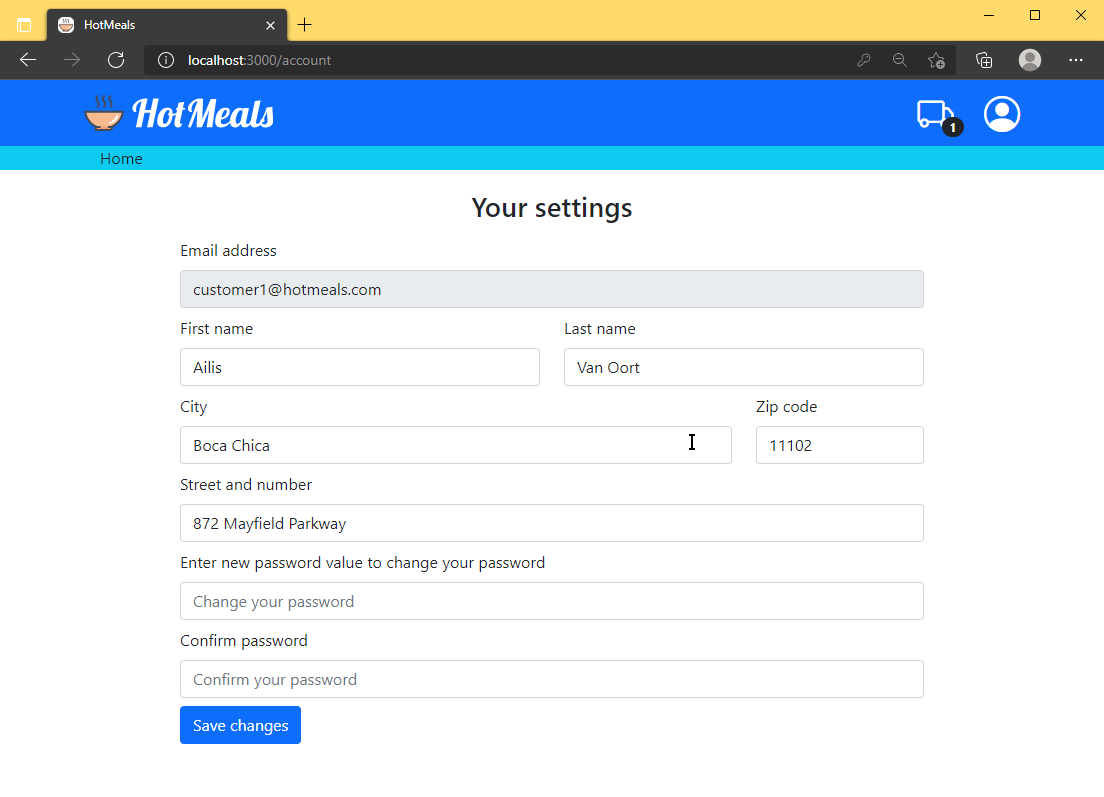 HotMeals
localhost:3000/account
HotMeals
1
Home
Your settings
Email address
customer1@hotmeals.com
First name Last name
Ailis Van Oort
City Zip code
Boca Chica 11102
Street and number
872 Mayfield Parkway
Enter new password value to change your password
Change your password
Confirm password
Confirm your password
Save changes